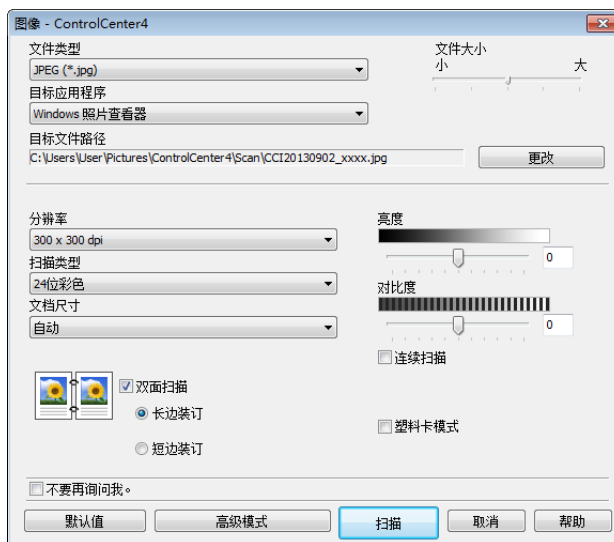 图像 - ControlCenter4
文件类型
JPEG (*.jpg)
文件大小
小 大
目标应用程序
Windows 照片查看器
目标文件路径
C:\Users\User\Pictures\ControlCenter4\Scan\CCI20130902_xxxx.jpg
更改
分辨率
300 x 300 dpi
扫描类型
24位彩色
文档尺寸
自动
亮度
0
对比度
0
连续扫描
双面扫描
长边装订
短边装订
塑料卡模式
不要再询问我。
默认值 高级模式 扫描 取消 帮助